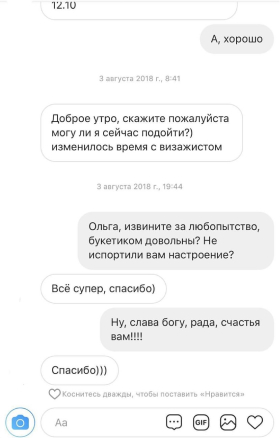 12.10
А, хорошо
3 августа 2018 г., 8:41
Доброе утро, скажите пожалуйста
могу ли я сейчас подойти?)
изменилось время с визажистом
3 августа 2018 г., 19:44
Ольга, извините за любопытство,
букетиком довольны? Не
испортили вам настроение?
Всё супер, спасибо)
Ну, слава богу, рада, счастья
вам!!!!
Спасибо)))
Коснитесь дважды, чтобы поставить «Нравится»
Aa
GIF